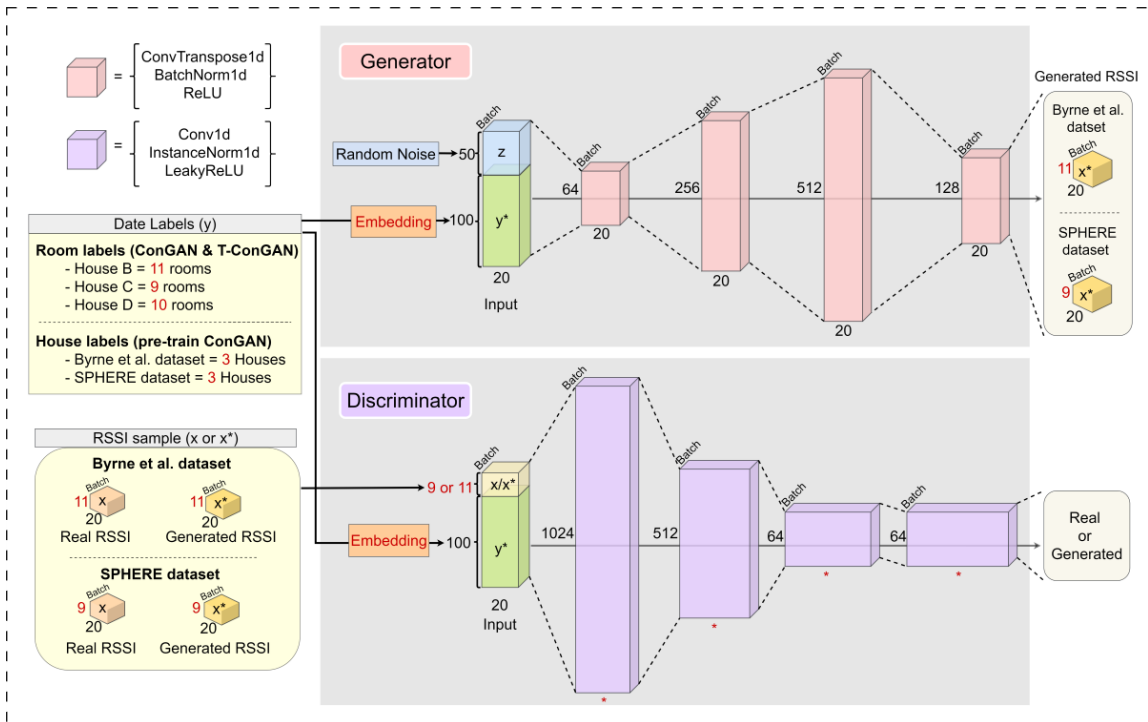 ConvTranspose1d
BatchNorm1d
ReLU
=
Conv1d
InstanceNorm1d
LeakyReLU
=
Date Labels (y)
Room labels (ConGAN & T-ConGAN)
- House B = 11 rooms
- House C = 9 rooms
- House D = 10 rooms
House labels (pre-train ConGAN)
- Byrne et al. dataset = 3 Houses
- SPHERE dataset = 3 Houses
RSSI sample (x or x*)
Byrne et al. dataset
Batch
11
x
20
Real RSSI
Batch
11
x*
20
Generated RSSI
SPHERE dataset
Batch
9
x
20
Real RSSI
Batch
9
x*
20
Generated RSSI
Generator
Random Noise
50
Embedding
100
Batch
z
y*
20
Input
64
Batch
20
256
Batch
20
512
Batch
20
128
Batch
20
Generated RSSI
Byrne et al.
datset
Batch
11
x*
20
SPHERE
dataset
Batch
9
x*
20
Discriminator
9 or 11
Embedding
100
Batch
x/x*
y*
20
Input
1024
Batch
*
512
Batch
*
64
Batch
*
64
Batch
*
Real
or
Generated